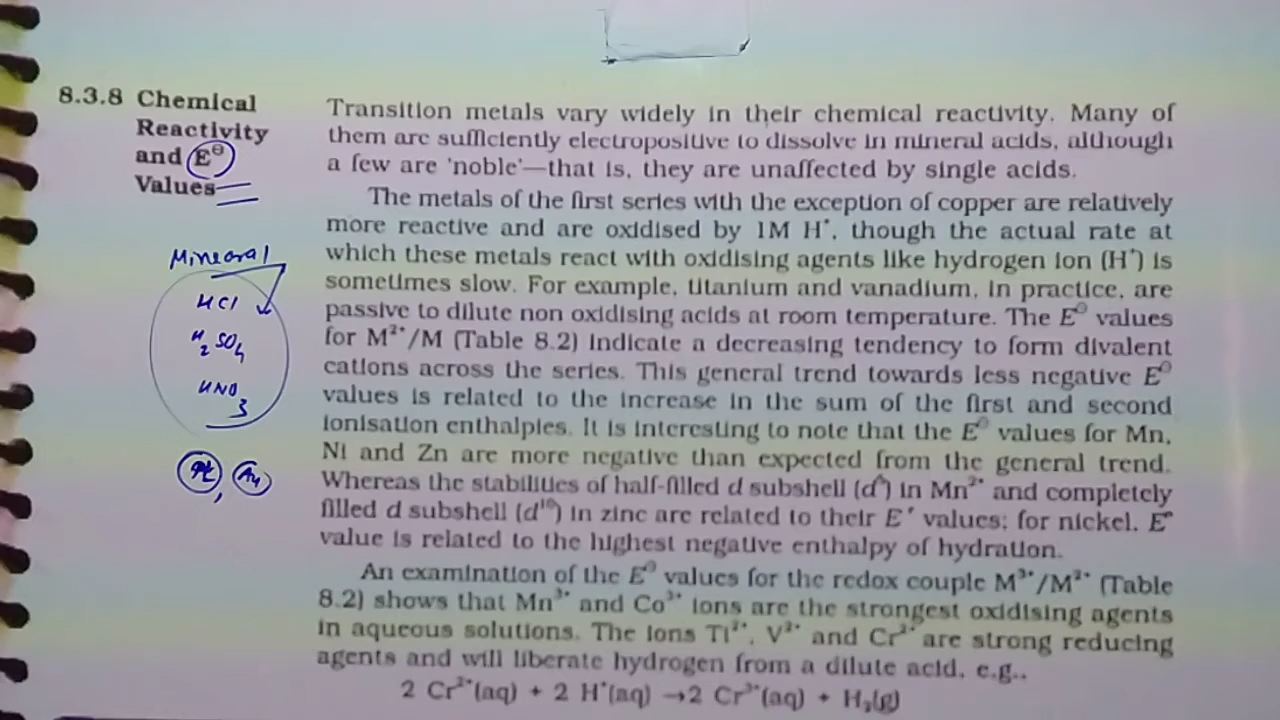 8.3.8 Chemical
Reactivity
and E⊖
Values
Transition metals vary widely in their chemical reactivity. Many of
them are sufficiently electropositive to dissolve in mineral acids, although
a few are 'noble'—that is, they are unaffected by single acids.
The metals of the first series with the exception of copper are relatively
more reactive and are oxidised by 1M H⁺, though the actual rate at
which these metals react with oxidising agents like hydrogen ion (H⁺) is
sometimes slow. For example, titanium and vanadium, in practice, are
passive to dilute non oxidising acids at room temperature. The E⊖ values
for M²⁺/M (Table 8.2) indicate a decreasing tendency to form divalent
cations across the series. This general trend towards less negative E⊖
values is related to the increase in the sum of the first and second
ionisation enthalpies. It is interesting to note that the E⊖ values for Mn,
Ni and Zn are more negative than expected from the general trend.
Whereas the stabilities of half-filled d subshell (d⁵) in Mn²⁺ and completely
filled d subshell (d¹⁰) in zinc are related to their E° values; for nickel, E°
value is related to the highest negative enthalpy of hydration.
An examination of the E⊖ values for the redox couple M³⁺/M²⁺ (Table
8.2) shows that Mn³⁺ and Co³⁺ ions are the strongest oxidising agents
in aqueous solutions. The ions Ti²⁺, V²⁺ and Cr²⁺ are strong reducing
agents and will liberate hydrogen from a dilute acid, e.g.,
2 Cr²⁺(aq) + 2 H⁺(aq) →2 Cr³⁺(aq) + H₂(g)
Mineral
HCl
H₂SO₄
HNO₃
Pt, Au